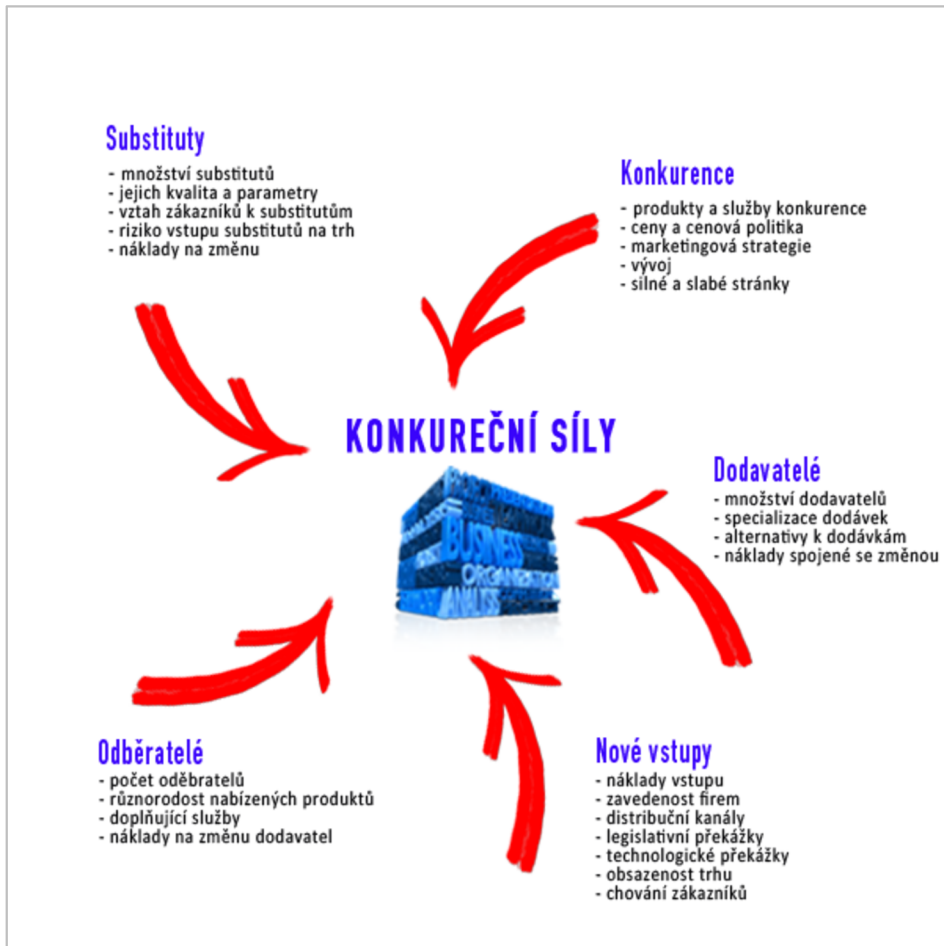 Substituty
- množství substitutů
- jejich kvalita a parametry
- vztah zákazníků k substitutům
- riziko vstupu substitutů na trh
- náklady na změnu
Konkurence
- produkty a služby konkurence
- ceny a cenová politika
- marketingová strategie
- vývoj
- silné a slabé stránky
KONKUREČNÍ SÍLY
BUSINESS
ORGANIZATION
ANALISS
Dodavatelé
- množství dodavatelů
- specializace dodávek
- alternativy k dodávkám
- náklady spojené se změnou
Odběratelé
- počet oděbratelů
- různorodost nabízených produktů
- doplňující služby
- náklady na změnu dodavatel
Nové vstupy
- náklady vstupu
- zavedenost firem
- distribuční kanály
- legislativní překážky
- technologické překážky
- obsazenost trhu
- chování zákazníků